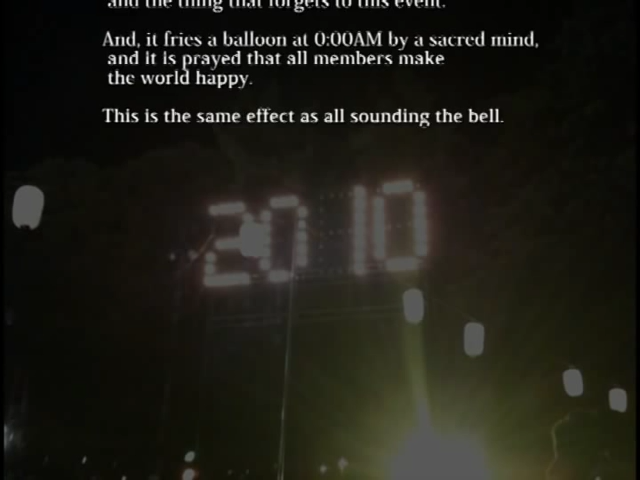 and the thing that forgets to this event.
And, it fries a balloon at 0:00AM by a sacred mind,
and it is prayed that all members make
the world happy.
This is the same effect as all sounding the bell.
2010